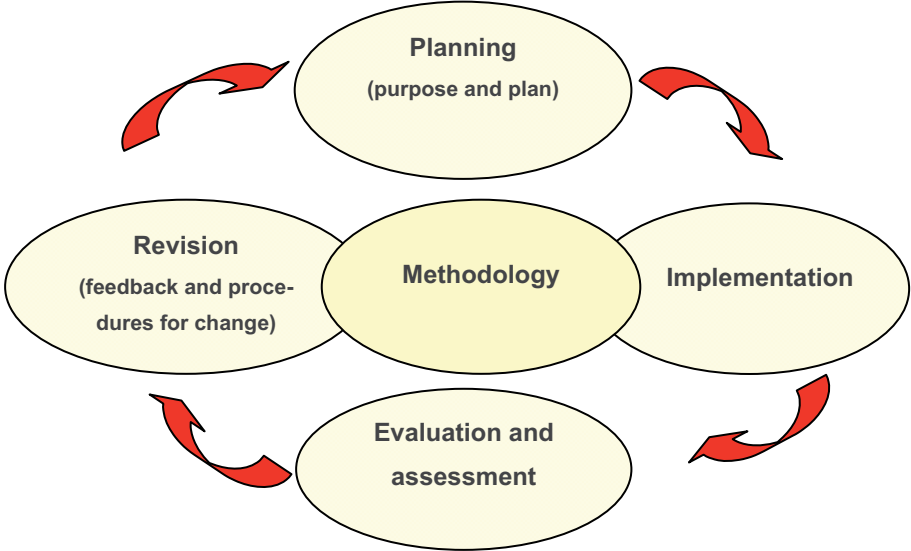 Planning
(purpose and plan)
Revision
(feedback and proce-
dures for change)
Methodology
Implementation
Evaluation and
assessment